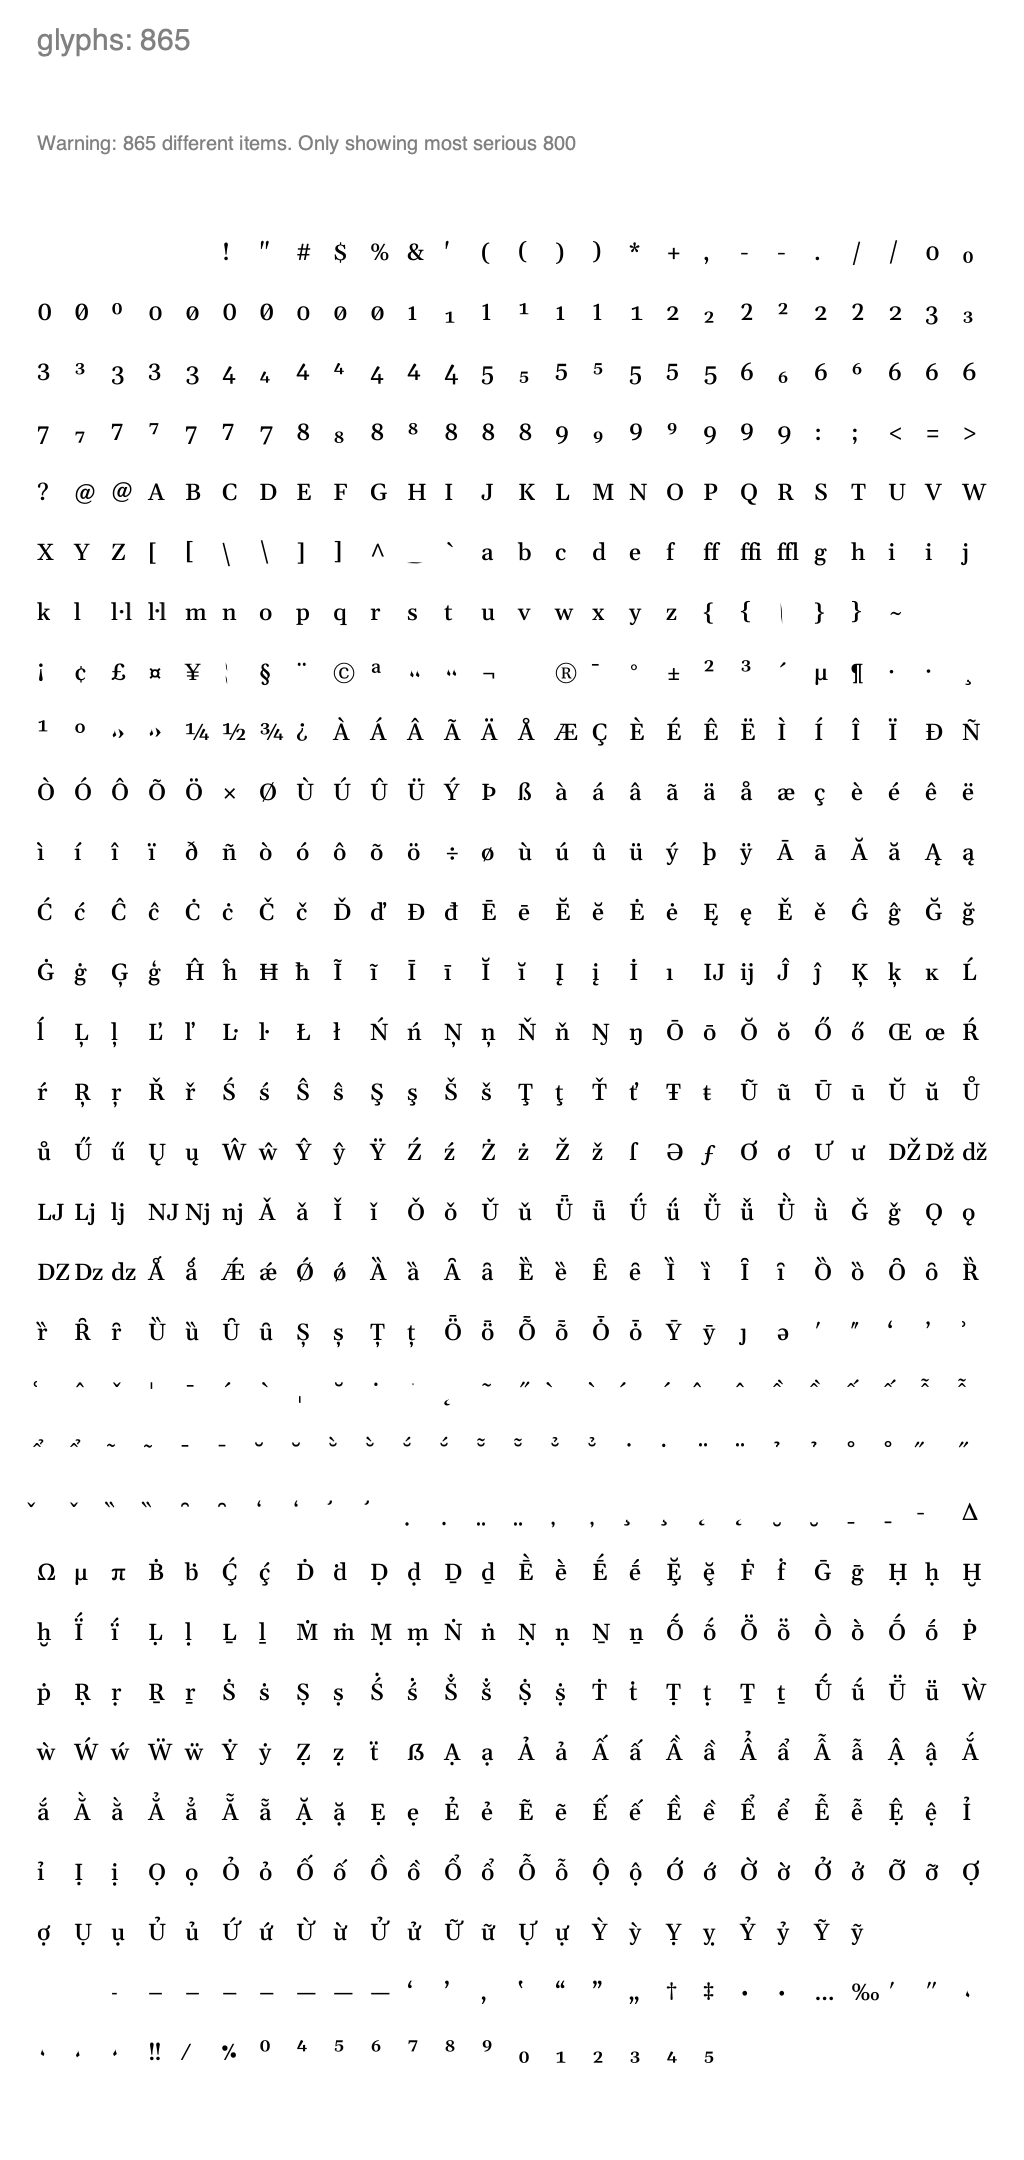 glyphs: 865
Warning: 865 different items. Only showing most serious 800
! " # $ % & ' ( ( ) ) * + , - - . / / 0 ₀
0 0 ⁰ 0 0 0 0 0 0 0 1 ₁ 1 ¹ 1 1 1 2 ₂ 2 ² 2 2 2 3 ₃
3 ³ 3 3 3 4 ₄ 4 ⁴ 4 4 4 5 ₅ 5 ⁵ 5 5 5 6 ₆ 6 ⁶ 6 6 6
7 ₇ 7 ⁷ 7 7 7 8 ₈ 8 ⁸ 8 8 8 9 ₉ 9 ⁹ 9 9 9 : ; < = >
? @ @ A B C D E F G H I J K L M N O P Q R S T U V W
X Y Z [ [ \ \ ] ] ^ _ ` a b c d e f ff ffi ffl g h i i j
k l l·l l·l m n o p q r s t u v w x y z { { | } } ~
¡ ¢ £ ¤ ¥ ¦ § ¨ © ª « « ¬ ® ¯ ° ± ² ³ ´ µ ¶ · · ¸
¹ º » » ¼ ½ ¾ ¿ À Á Â Ã Ä Å Æ Ç È É Ê Ë Ì Í Î Ï Ð Ñ
Ò Ó Ô Õ Ö × Ø Ù Ú Û Ü Ý Þ ß à á â ã ä å æ ç è é ê ë
ì í î ï ð ñ ò ó ô õ ö ÷ ø ù ú û ü ý þ ÿ Ā ā Ă ă Ą ą
Ć ć Ĉ ĉ Ċ ċ Č č Ď ď Đ đ Ē ē Ĕ ĕ Ė ė Ę ę Ě ě Ĝ ĝ Ğ ğ
Ġ ġ Ģ ģ Ĥ ĥ Ħ ħ Ĩ ĩ Ī ī Ĭ ĭ Į į İ ı Ĳ ĳ Ĵ ĵ Ķ ķ ĸ Ĺ
ĺ Ļ ļ Ľ ľ Ŀ ŀ Ł ł Ń ń Ņ ņ Ň ň Ŋ ŋ Ō ō Ŏ ŏ Ő ő Œ œ Ŕ
ŕ Ŗ ŗ Ř ř Ś ś Ŝ ŝ Ş ş Š š Ţ ţ Ť ť Ŧ ŧ Ũ ũ Ū ū Ŭ ŭ Ů
ů Ű ű Ų ų Ŵ ŵ Ŷ ŷ Ÿ Ź ź Ż ż Ž ž ſ Ə ƒ Ơ ơ Ư ư Ǆ ǅ ǆ
Ǉ ǈ ǉ Ǌ ǋ ǌ Ǎ ǎ Ǐ ǐ Ǒ ǒ Ǔ ǔ Ǖ ǖ Ǘ ǘ Ǚ ǚ Ǜ ǜ Ǧ ǧ Ǫ ǫ
Ǳ ǲ ǳ Ǻ ǻ Ǽ ǽ Ǿ ǿ Ȁ ȁ Ȃ ȃ Ȅ ȅ Ȇ ȇ Ȉ ȉ Ȋ ȋ Ȍ ȍ Ȏ ȏ Ȑ
ȑ Ȓ ȓ Ȕ ȕ Ȗ ȗ Ș ș Ț ț Ȫ ȫ Ȭ ȭ Ȱ ȱ Ȳ ȳ ȷ ə ʹ ʺ ʻ ʼ ʾ
ʿ ˆ ˇ ˈ ˉ ˊ ˋ ˌ ˘ ˙ ˛ ˜ ˝
Δ
Ω μ π Ḃ ḃ Ḉ ḉ Ḋ ḋ Ḍ ḍ Ḏ ḏ Ḕ ḕ Ḗ ḗ Ḝ ḝ Ḟ ḟ Ḡ ḡ Ḥ ḥ Ḫ
ḫ Ḯ ḯ Ḷ ḷ Ḻ ḻ Ṁ ṁ Ṃ ṃ Ṅ ṅ Ṇ ṇ Ṉ ṉ Ṍ ṍ Ṏ ṏ Ṑ ṑ Ṓ ṓ Ṗ
ṗ Ṛ ṛ Ṟ ṟ Ṡ ṡ Ṣ ṣ Ṥ ṥ Ṧ ṧ Ṩ ṩ Ṫ ṫ Ṭ ṭ Ṯ ṯ Ṹ ṹ Ṻ ṻ Ẁ
ẁ Ẃ ẃ Ẅ ẅ Ẏ ẏ Ẓ ẓ ẗ ẞ Ạ ạ Ả ả Ấ ấ Ầ ầ Ẩ ẩ Ẫ ẫ Ậ ậ Ắ
ắ Ằ ằ Ẳ ẳ Ẵ ẵ Ặ ặ Ẹ ẹ Ẻ ẻ Ẽ ẽ Ế ế Ề ề Ể ể Ễ ễ Ệ ệ Ỉ
ỉ Ị ị Ọ ọ Ỏ ỏ Ố ố Ồ ồ Ổ ổ Ỗ ỗ Ộ ộ Ớ ớ Ờ ờ Ở ở Ỡ ỡ Ợ
ợ Ụ ụ Ủ ủ Ứ ứ Ừ ừ Ử ử Ữ ữ Ự ự Ỳ ỳ Ỵ ỵ Ỷ ỷ Ỹ ỹ
‐ – – – – — — — ‘ ’ ‚ ‛ “ ” „ † ‡ • • … ‰ ′ ″ ‹
‹ › › ‼ ⁄ ⁒ ⁰ ⁴ ⁵ ⁶ ⁷ ⁸ ⁹ ₀ ₁ ₂ ₃ ₄ ₅